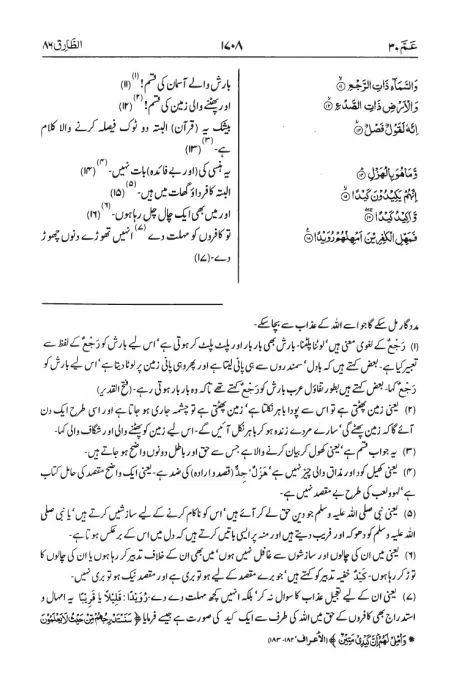 عَمّ ۳۰
۱۷۰۸
الطّارق ۸۶
وَالسَّمَآءِ ذَاتِ الرَّجْعِ ۝
وَالْاَرْضِ ذَاتِ الصَّدْعِ ۝
اِنَّهٗ لَقَوْلٌ فَصْلٌ ۝
وَّمَا هُوَ بِالْهَزْلِ ۝
اِنَّهُمْ يَكِيْدُوْنَ كَيْدًا ۝
وَّاَكِيْدُ كَيْدًا ۝
فَمَهِّلِ الْكٰفِرِيْنَ اَمْهِلْهُمْ رُوَيْدًا ۝
بارش والے آسمان کی قسم! (۱) (۱۱)
اور پھٹنے والی زمین کی قسم! (۲) (۱۲)
بیشک یہ (قرآن) البتہ دو ٹوک فیصلہ کرنے والا کلام
ہے۔ (۳) (۱۳)
یہ ہنسی کی (اور بے فائدہ) بات نہیں۔ (۴) (۱۴)
البتہ کافر داؤ گھات میں ہیں۔ (۵) (۱۵)
اور میں بھی ایک چال چل رہا ہوں۔ (۶) (۱۶)
تو کافروں کو مہلت دے (۷) انہیں تھوڑے دنوں چھوڑ
دے۔ (۱۷)
مددگار مل سکے گا جو اسے اللہ کے عذاب سے بچا سکے۔
(۱) رَجْعٌ کے لغوی معنی ہیں' لوٹنا پلٹنا۔ بارش بھی بار بار اور پلٹ پلٹ کر ہوتی ہے' اس لیے بارش کو رَجْعٌ کے لفظ سے
تعبیر کیا ہے۔ بعض کہتے ہیں کہ بادل' سمندروں سے ہی پانی لیتا ہے اور پھر وہی پانی زمین پر لوٹا دیتا ہے' اس لیے بارش کو
رَجْعٌ کہا۔ بعض کہتے ہیں بطور تفاؤل عرب بارش کو رَجْعٌ کہتے تھے تاکہ وہ بار بار ہوتی رہے۔ (فتح القدیر)
(۲) یعنی زمین پھٹتی ہے تو اس سے پودا باہر نکلتا ہے' زمین پھٹتی ہے تو چشمہ جاری ہو جاتا ہے اور اسی طرح ایک دن
آئے گا کہ زمین پھٹے گی' سارے مردے زندہ ہو کر باہر نکل آئیں گے۔ اس لیے زمین کو پھٹنے والی اور شگاف والی کہا۔
(۳) یہ جواب قسم ہے' یعنی کھول کر بیان کرنے والا ہے جس سے حق اور باطل دونوں واضح ہو جاتے ہیں۔
(۴) یعنی کھیل کود اور مذاق والی چیز نہیں ہے' هَزْلٌ' جِدٌّ (قصد و ارادہ) کی ضد ہے۔ یعنی ایک واضح مقصد کی حامل کتاب
ہے' لہو ولعب کی طرح بے مقصد نہیں ہے۔
(۵) یعنی نبی صلی اللہ علیہ وسلم جو دین حق لے کر آئے ہیں' اس کو ناکام کرنے کے لیے سازشیں کرتے ہیں' یا نبی صلی
اللہ علیہ وسلم کو دھوکہ اور فریب دیتے ہیں اور منہ پر ایسی باتیں کرتے ہیں کہ دل میں اس کے برعکس ہوتا ہے۔
(۶) یعنی میں ان کی چالوں اور سازشوں سے غافل نہیں ہوں' میں بھی ان کے خلاف تدبیر کر رہا ہوں یا ان کی چالوں کا
توڑ کر رہا ہوں۔ کَیْدٌ خفیہ تدبیر کو کہتے ہیں' جو برے مقصد کے لیے ہو تو بری ہے اور مقصد نیک ہو تو بری نہیں۔
(۷) یعنی ان کے لیے تعجیل عذاب کا سوال نہ کر' بلکہ انہیں کچھ مہلت دے دے۔ رُوَیْدًا: قَلِیْلًا یا قَرِیْبًا یہ امہال و
استدراج بھی کافروں کے حق میں اللہ کی طرف سے ایک کید کی صورت ہے جیسے فرمایا ﴿ سَنَسْتَدْرِجُهُمْ مِّنْ حَيْثُ لَا يَعْلَمُوْنَ
* وَاُمْلِيْ لَهُمْ اِنَّ كَيْدِيْ مَتِيْنٌ ﴾ (الأعراف، ۱۸۲-۱۸۳)